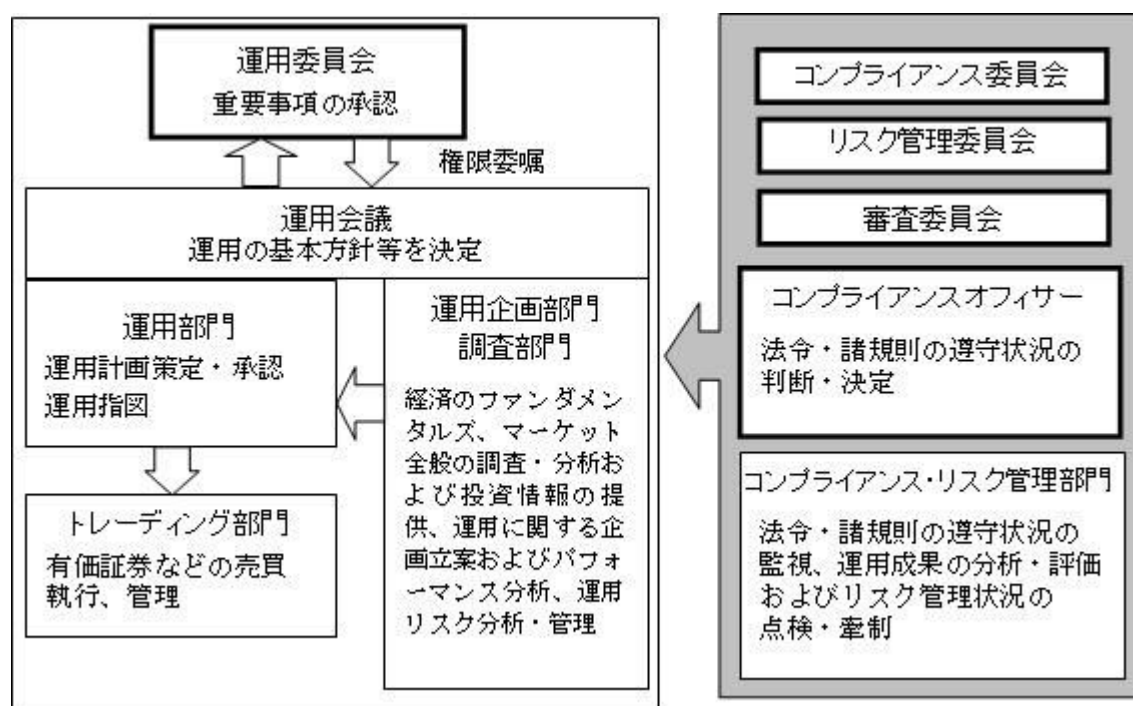 運用委員会
重要事項の承認
権限委嘱
運用会議
運用の基本方針等を決定
運用部門
運用計画策定・承認
運用指図
トレーディング部門
有価証券などの売買
執行、管理
運用企画部門
調査部門
経済のファンダメン
タルズ、マーケット
全般の調査・分析お
よび投資情報の提
供、運用に関する企
画立案およびパフォ
ーマンス分析、運用
リスク分析・管理
コンプライアンス委員会
リスク管理委員会
審査委員会
コンプライアンスオフィサー
法令・諸規則の遵守状況の
判断・決定
コンプライアンス・リスク管理部門
法令・諸規則の遵守状況の
監視、運用成果の分析・評価
およびリスク管理状況の
点検・牽制